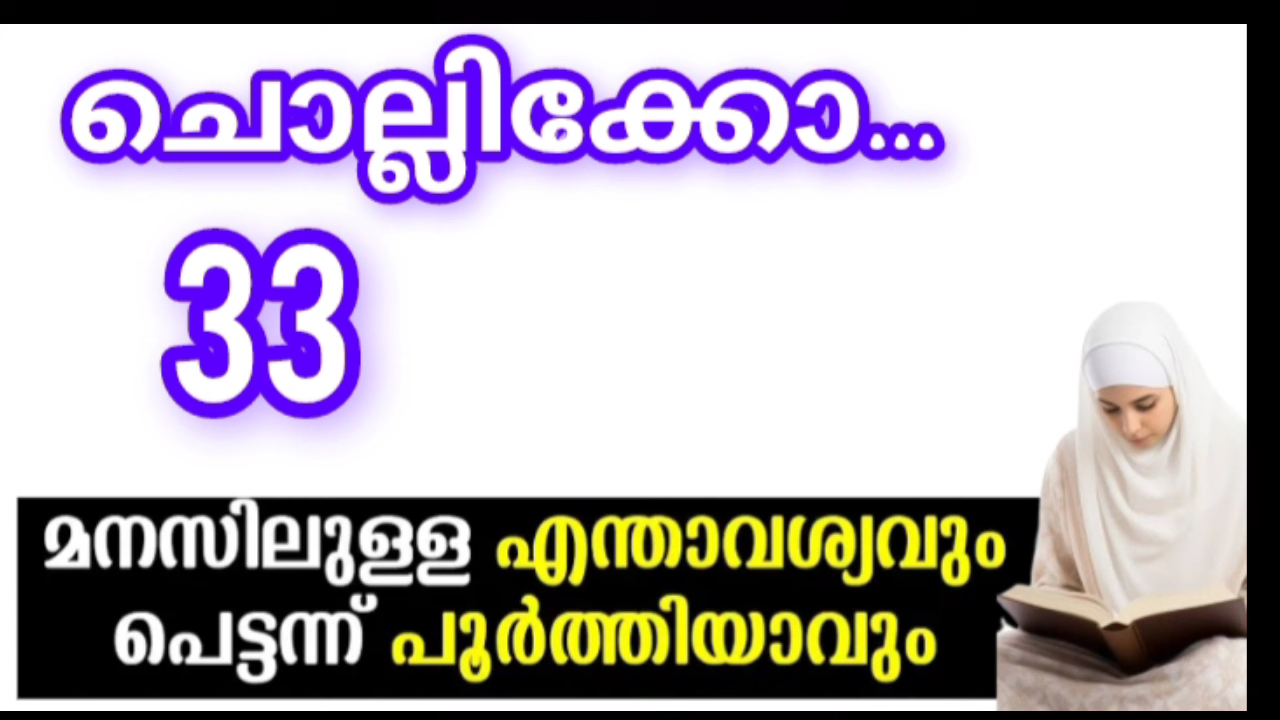 ചൊല്ലിക്കോ...
33
മനസിലുള്ള എന്താവശ്യവും
പെട്ടന്ന് പൂർത്തിയാവും